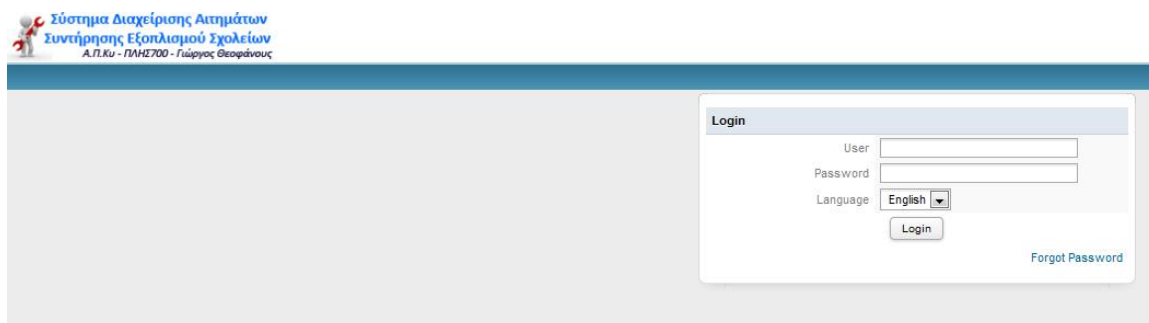 Σύστημα Διαχείρισης Αιτημάτων
Συντήρησης Εξοπλισμού Σχολείων
Α.Π.Κυ - ΠΛΗΣ700 - Γιώργος Θεοφάνους
Login
User
Password
Language English
Login
Forgot Password